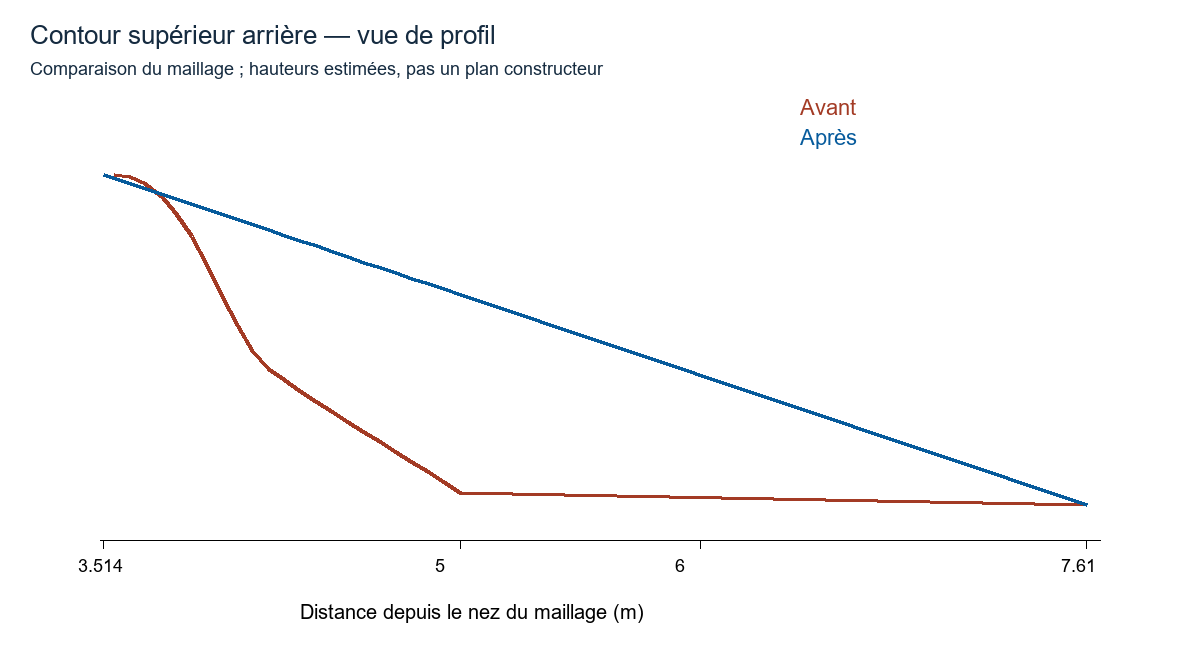 Contour supérieur arrière — vue de profil
Comparaison du maillage ; hauteurs estimées, pas un plan constructeur
Avant
Après
3.514
5
6
7.61
Distance depuis le nez du maillage (m)